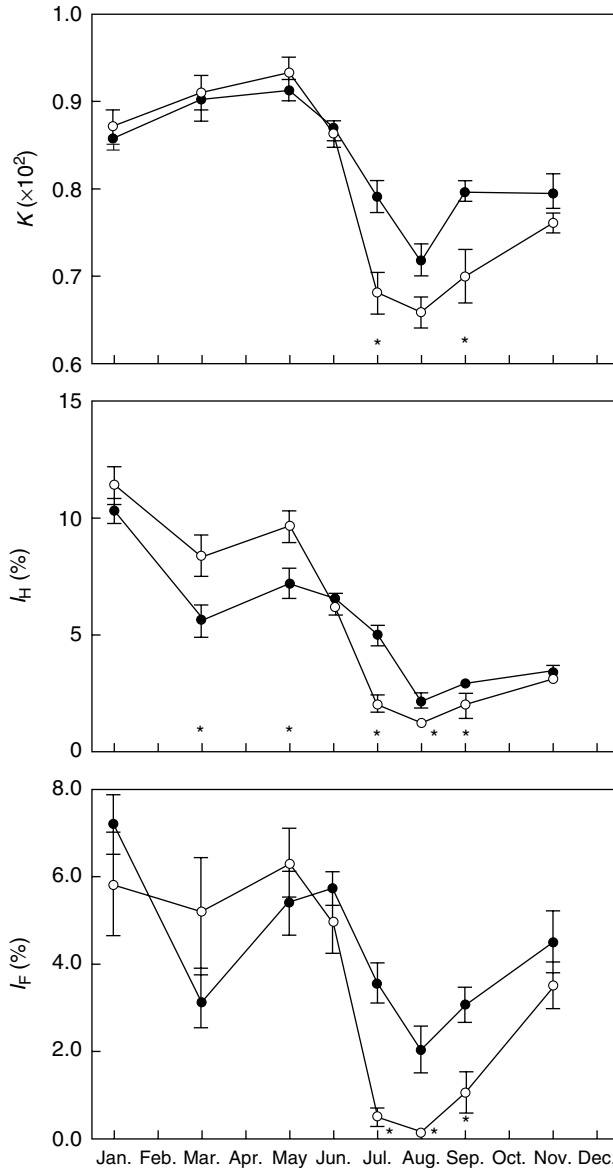 1.0
0.9
0.8
0.7
0.6
K (×10²)
* *
15
10
5
0
I_H (%)
* * * * *
8.0
6.0
4.0
2.0
0.0
I_F (%)
* * *
Jan. Feb. Mar. Apr. May Jun. Jul. Aug. Sep. Oct. Nov. Dec.